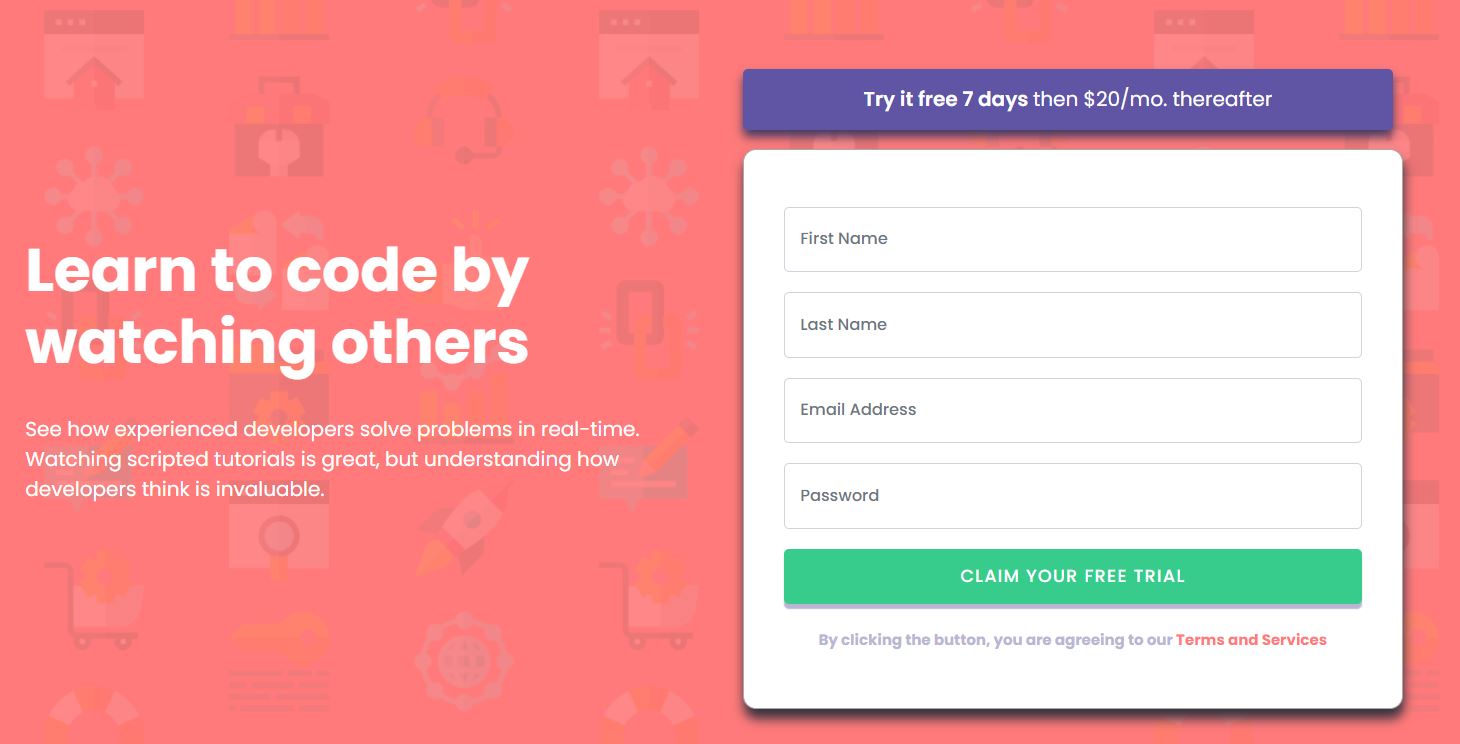 Learn to code by
watching others
See how experienced developers solve problems in real-time.
Watching scripted tutorials is great, but understanding how
developers think is invaluable.
Try it free 7 days then $20/mo. thereafter
First Name
Last Name
Email Address
Password
CLAIM YOUR FREE TRIAL
By clicking the button, you are agreeing to our Terms and Services